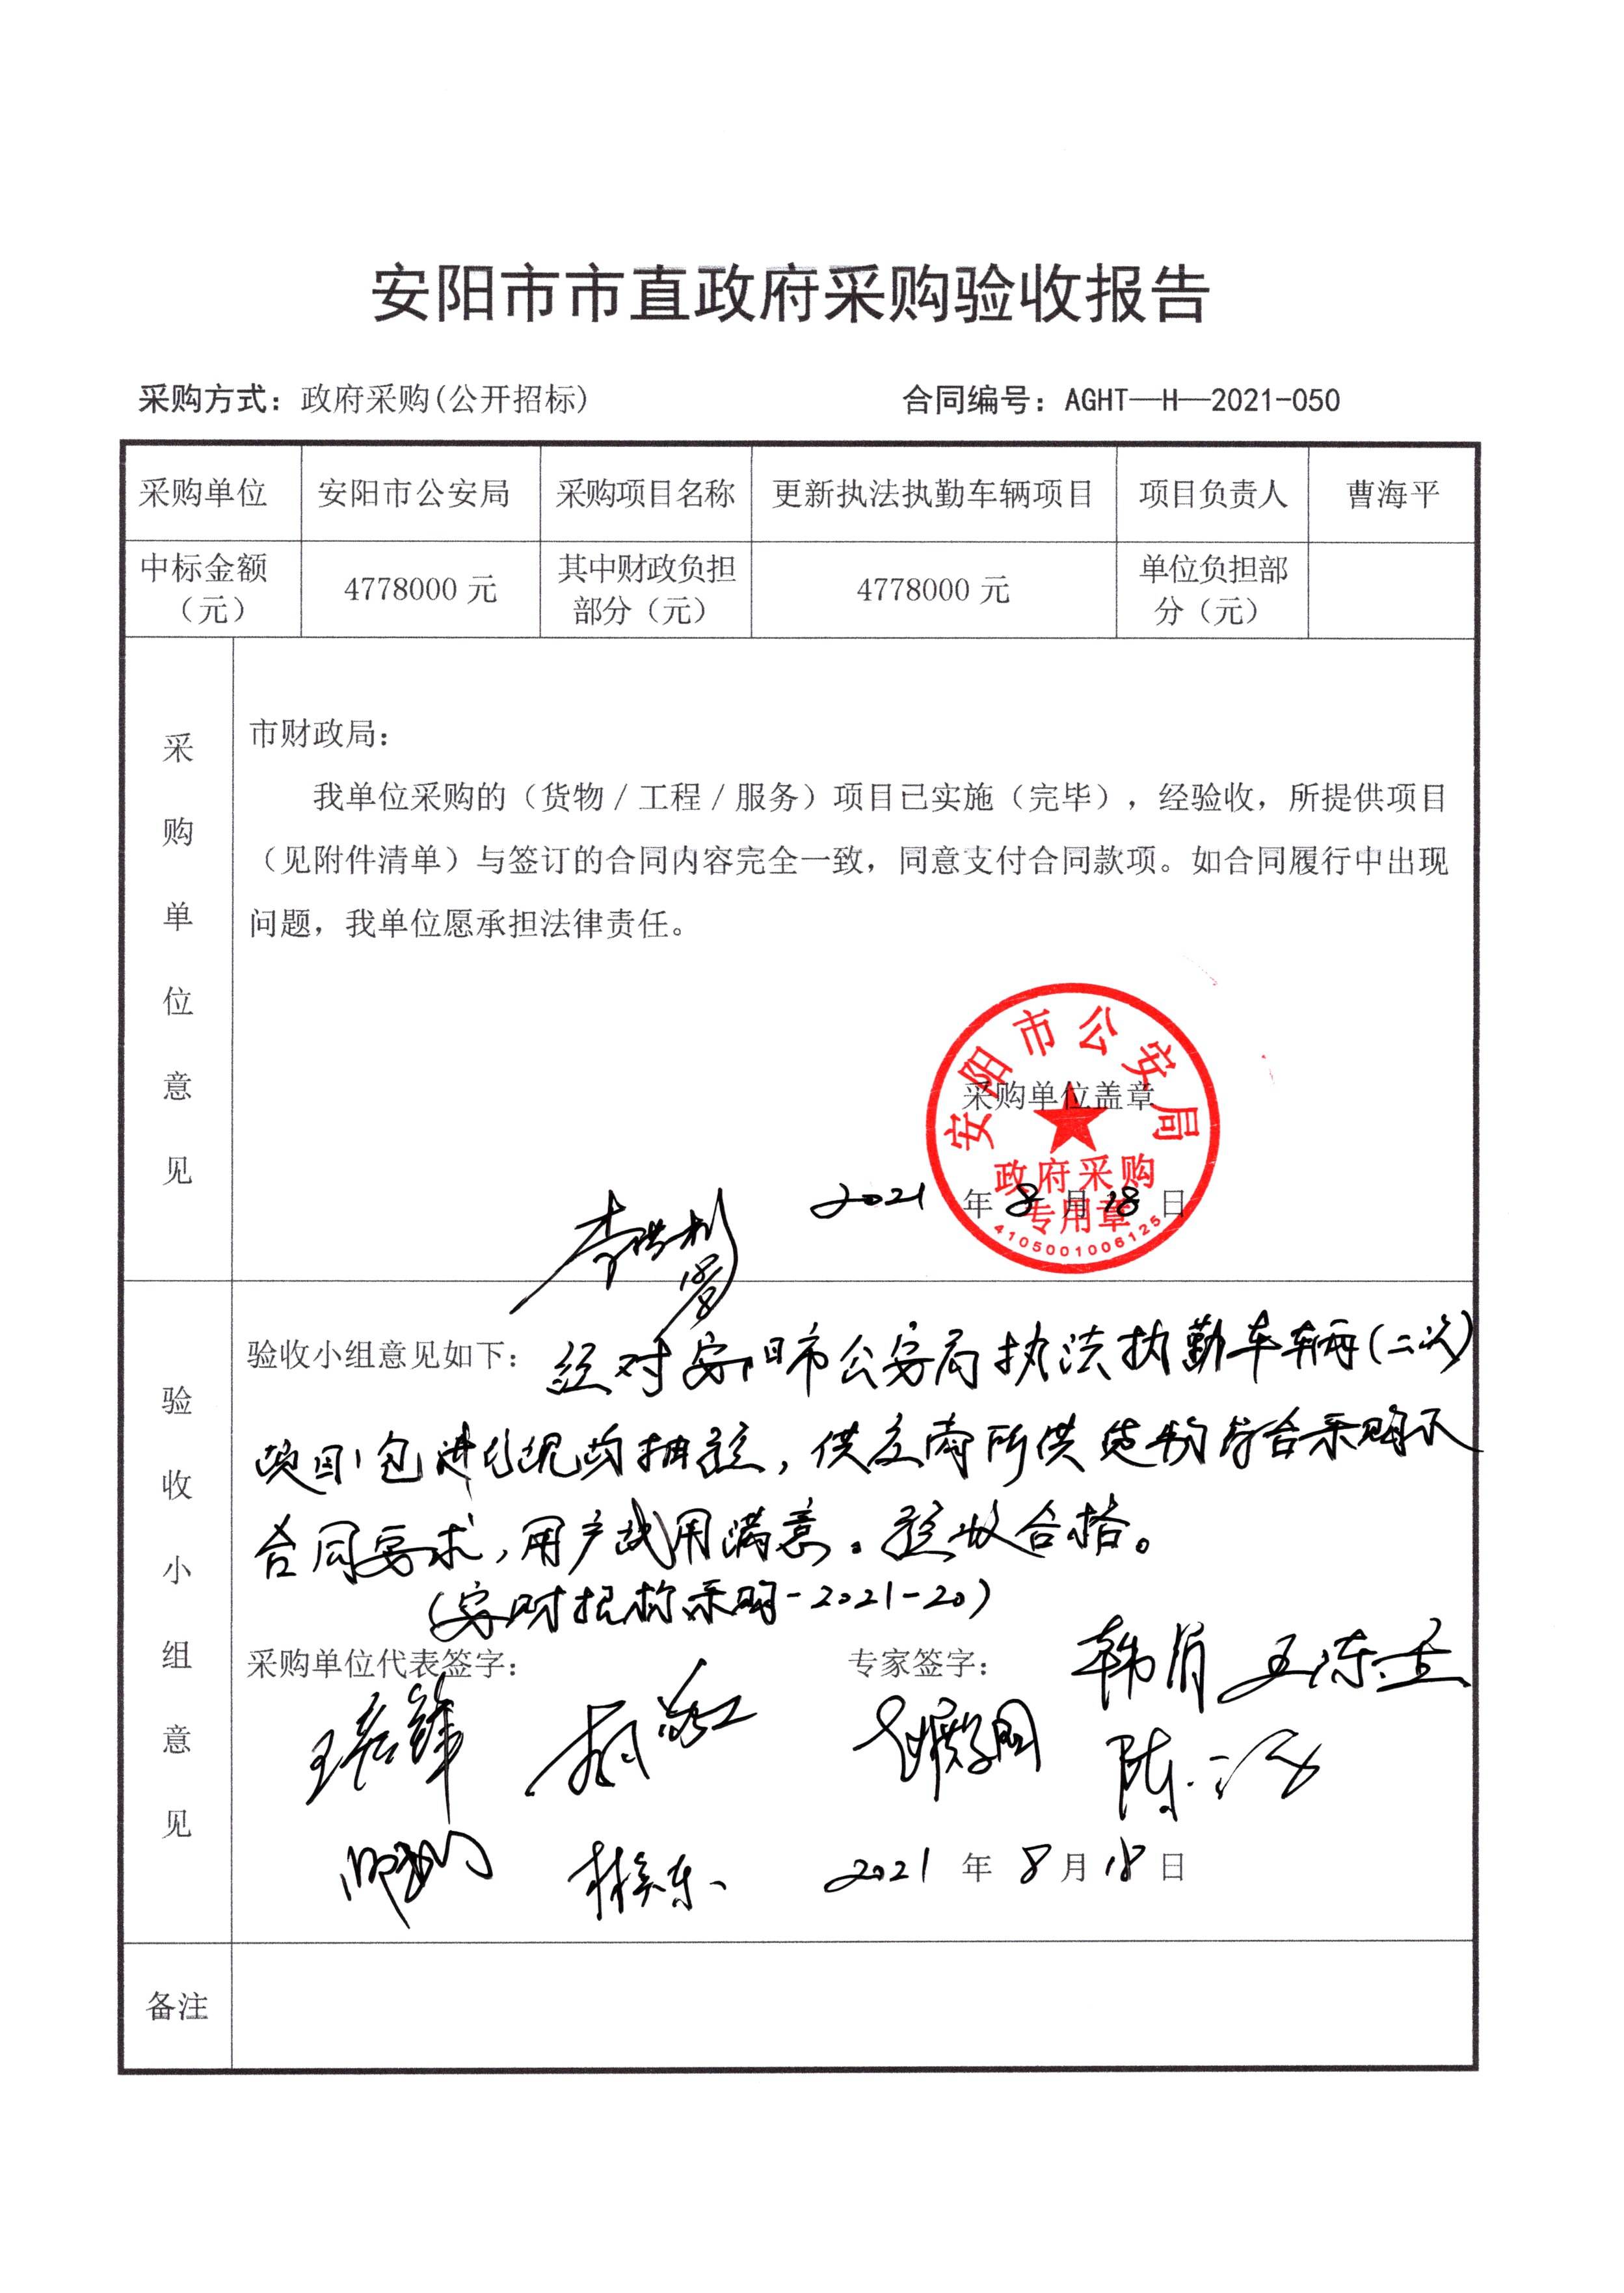 安阳市市直政府采购验收报告
采购方式：政府采购(公开招标) 合同编号：AGHT—H—2021-050
采购单位 安阳市公安局 采购项目名称 更新执法执勤车辆项目 项目负责人 曹海平
中标金额（元） 4778000 元 其中财政负担部分（元） 4778000 元 单位负担部分（元）
采购单位意见
市财政局：
我单位采购的（货物／工程／服务）项目已实施（完毕），经验收，所提供项目
（见附件清单）与签订的合同内容完全一致，同意支付合同款项。如合同履行中出现
问题，我单位愿承担法律责任。
安阳市公安局
采购单位盖章
政府采购
专用章
4105001006125
2021 年 8 月 18 日
验收小组意见
验收小组意见如下：经对安阳市公安局执法执勤车辆(二次)
项目1包进行现场抽验，供应商所供货物符合采购及
合同要求，用户试用满意。验收合格。
(安财招标采购-2021-20)
采购单位代表签字：
专家签字：
2021 年 8 月 18 日
备注